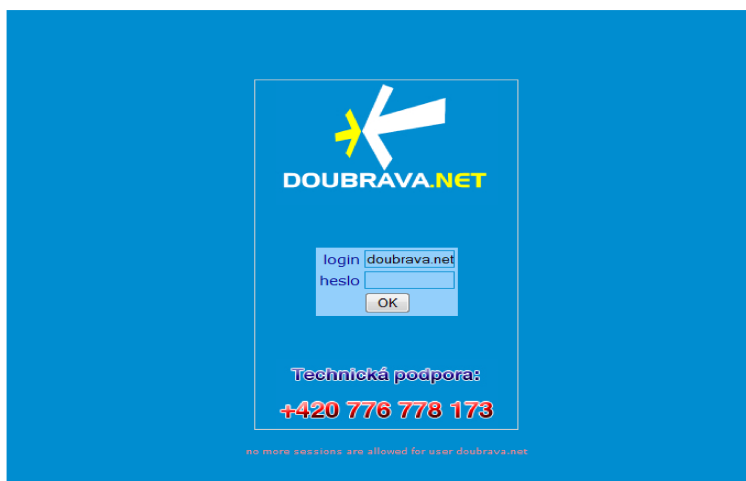 DOUBRAVA.NET
login doubrava.net
heslo
OK
Technická podpora:
+420 776 778 173
no more sessions are allowed for user doubrava.net